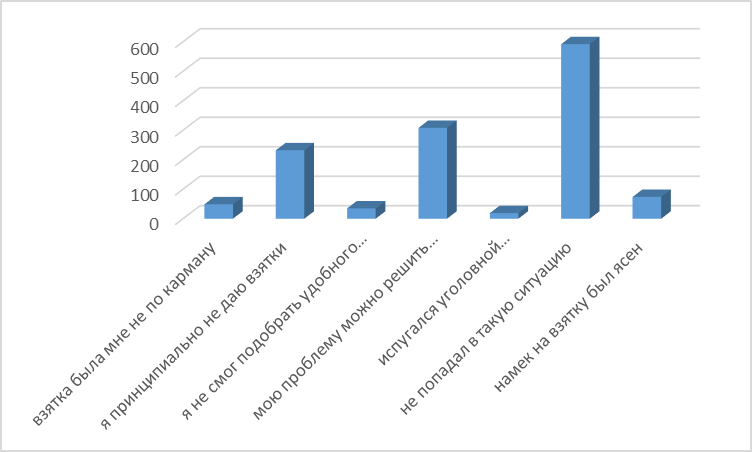 600
500
400
300
200
100
0
взятка была мне не по карману
я принципиально не даю взятки
я не смог подобрать удобного…
мою проблему можно решить…
испугался уголовной…
не попадал в такую ситуацию
намек на взятку был ясен